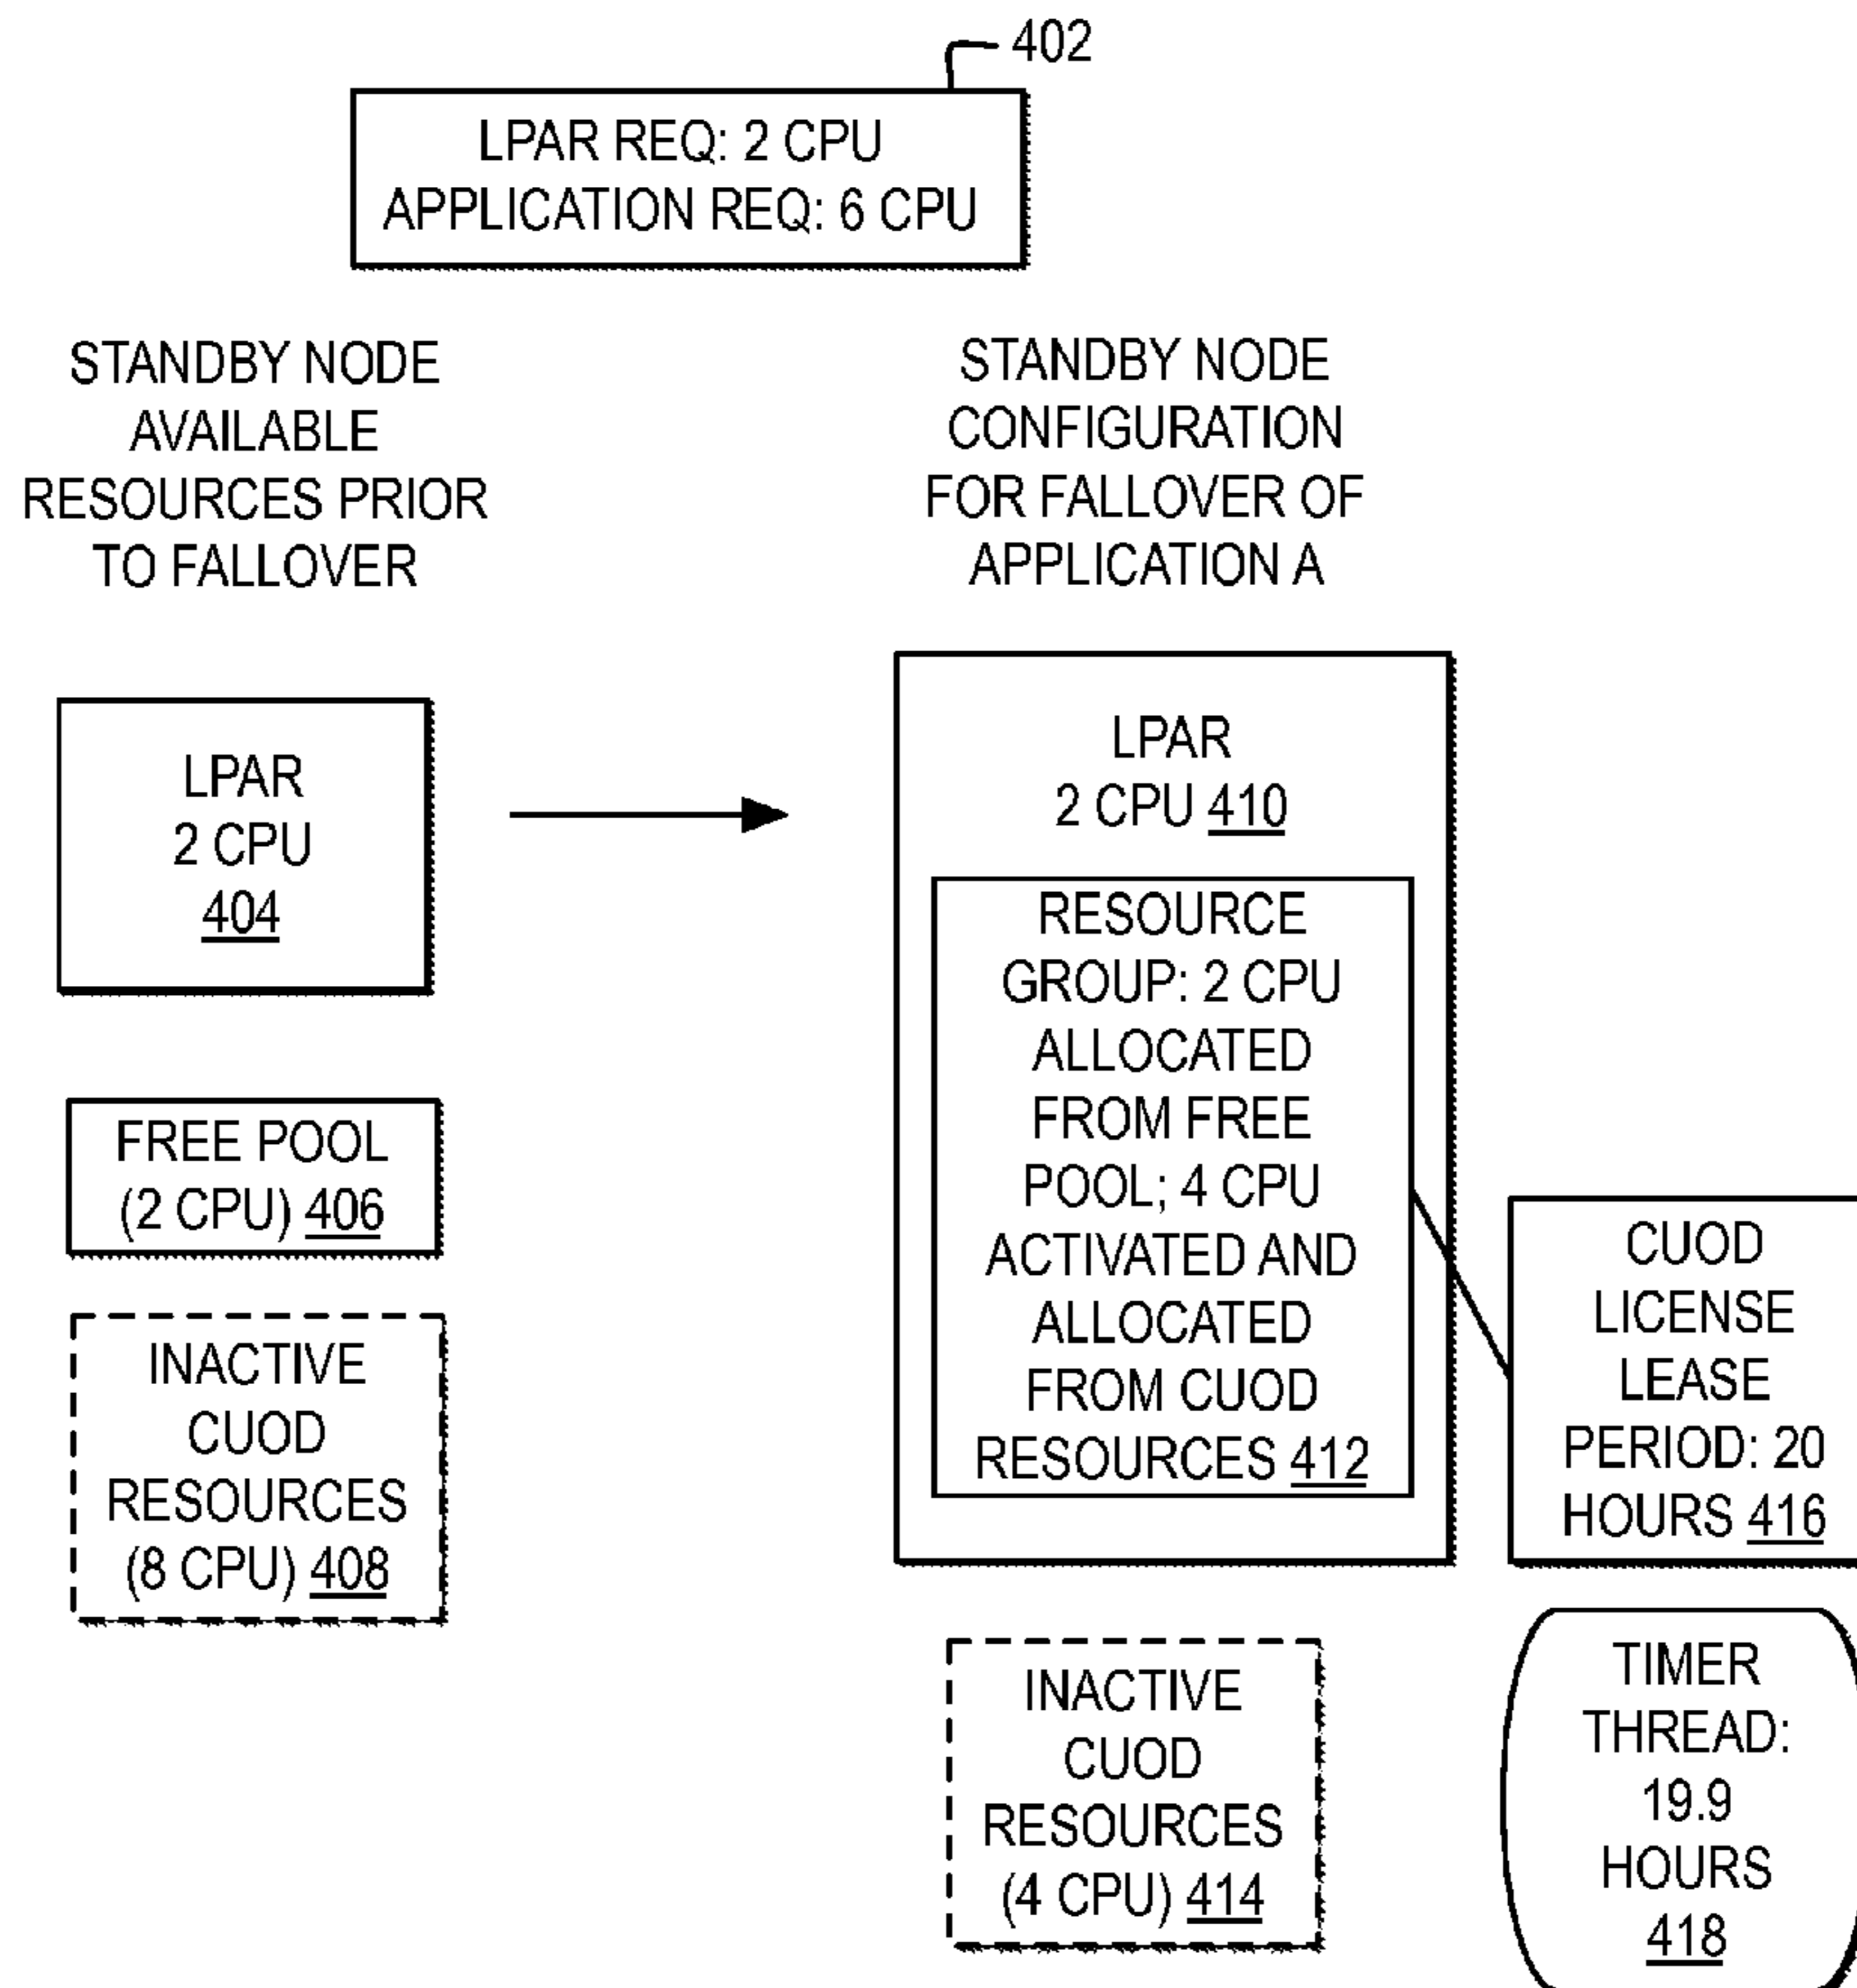 402
LPAR REQ: 2 CPU
APPLICATION REQ: 6 CPU
STANDBY NODE
AVAILABLE
RESOURCES PRIOR
TO FALLOVER
STANDBY NODE
CONFIGURATION
FOR FALLOVER OF
APPLICATION A
LPAR
2 CPU
404
FREE POOL
(2 CPU) 406
INACTIVE
CUOD
RESOURCES
(8 CPU) 408
LPAR
2 CPU 410
RESOURCE
GROUP: 2 CPU
ALLOCATED
FROM FREE
POOL; 4 CPU
ACTIVATED AND
ALLOCATED
FROM CUOD
RESOURCES 412
INACTIVE
CUOD
RESOURCES
(4 CPU) 414
CUOD
LICENSE
LEASE
PERIOD: 20
HOURS 416
TIMER
THREAD:
19.9
HOURS
418